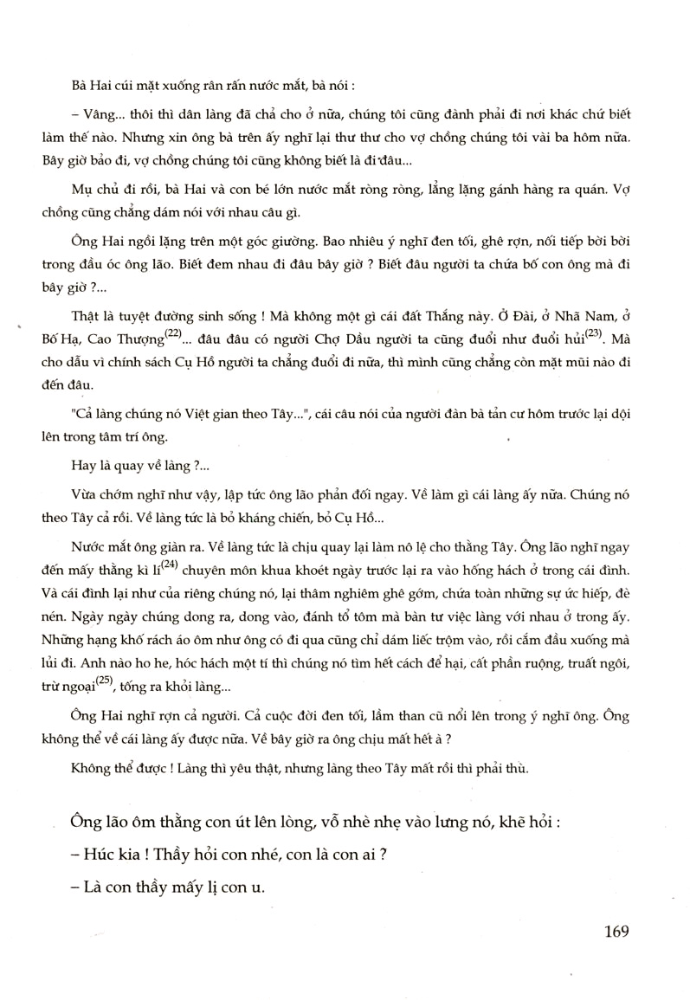 Bà Hai cúi mặt xuống rân rấn nước mắt, bà nói :
– Vâng... thôi thì dân làng đã chả cho ở nữa, chúng tôi cũng đành phải đi nơi khác chứ biết
làm thế nào. Nhưng xin ông bà trên ấy nghĩ lại thư thư cho vợ chồng chúng tôi vài ba hôm nữa.
Bây giờ bảo đi, vợ chồng chúng tôi cũng không biết là đi đâu...
Mụ chủ đi rồi, bà Hai và con bé lớn nước mắt ròng ròng, lẳng lặng gánh hàng ra quán. Vợ
chồng cũng chẳng dám nói với nhau câu gì.
Ông Hai ngồi lặng trên một góc giường. Bao nhiêu ý nghĩ đen tối, ghê rợn, nối tiếp bời bời
trong đầu óc ông lão. Biết đem nhau đi đâu bây giờ ? Biết đâu người ta chứa bố con ông mà đi
bây giờ ?...
Thật là tuyệt đường sinh sống ! Mà không một gì cái đất Thắng này. Ở Đài, ở Nhã Nam, ở
Bố Hạ, Cao Thượng(22)... đâu đâu có người Chợ Dầu người ta cũng đuổi như đuổi hủi(23). Mà
cho dẫu vì chính sách Cụ Hồ người ta chẳng đuổi đi nữa, thì mình cũng chẳng còn mặt mũi nào đi
đến đâu.
"Cả làng chúng nó Việt gian theo Tây...", cái câu nói của người đàn bà tản cư hôm trước lại dội
lên trong tâm trí ông.
Hay là quay về làng ?...
Vừa chớm nghĩ như vậy, lập tức ông lão phản đối ngay. Về làm gì cái làng ấy nữa. Chúng nó
theo Tây cả rồi. Về làng tức là bỏ kháng chiến, bỏ Cụ Hồ...
Nước mắt ông giàn ra. Về làng tức là chịu quay lại làm nô lệ cho thằng Tây. Ông lão nghĩ ngay
đến mấy thằng kì lí(24) chuyên môn khua khoét ngày trước lại ra vào hống hách ở trong cái đình.
Và cái đình lại như của riêng chúng nó, lại thâm nghiêm ghê gớm, chứa toàn những sự ức hiếp, đè
nén. Ngày ngày chúng dong ra, dong vào, đánh tổ tôm mà bàn tư việc làng với nhau ở trong ấy.
Những hạng khố rách áo ôm như ông có đi qua cũng chỉ dám liếc trộm vào, rồi cắm đầu xuống mà
lủi đi. Anh nào ho he, hóc hách một tí thì chúng nó tìm hết cách để hại, cất phần ruộng, truất ngôi,
trừ ngoại(25), tống ra khỏi làng...
Ông Hai nghĩ rợn cả người. Cả cuộc đời đen tối, lầm than cũ nổi lên trong ý nghĩ ông. Ông
không thể về cái làng ấy được nữa. Về bây giờ ra ông chịu mất hết à ?
Không thể được ! Làng thì yêu thật, nhưng làng theo Tây mất rồi thì phải thù.
Ông lão ôm thằng con út lên lòng, vỗ nhè nhẹ vào lưng nó, khẽ hỏi :
– Húc kia ! Thầy hỏi con nhé, con là con ai ?
– Là con thầy mấy lị con u.
169